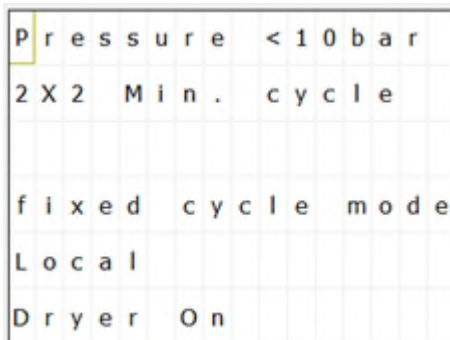 Pressure <10bar
2X2 Min. cycle
fixed cycle mode
Local
Dryer On